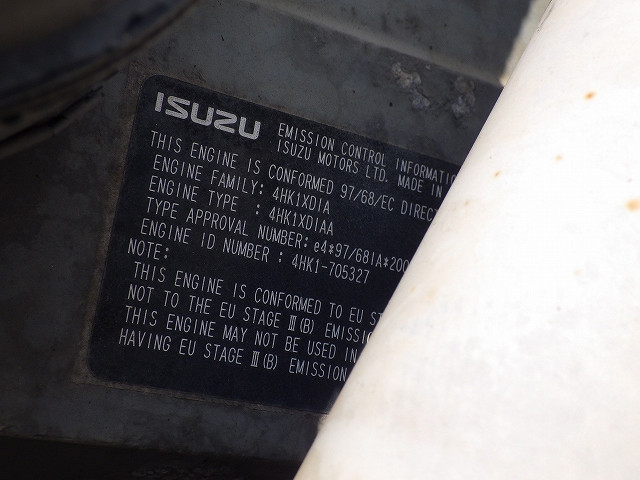 ISUZU
EMISSION CONTROL INFORMATIO
ISUZU MOTORS LTD. MADE IN
THIS ENGINE IS CONFORMED 97/68/EC DIREC
ENGINE FAMILY: 4HK1XDIA
ENGINE TYPE : 4HK1XDIAA
TYPE APPROVAL NUMBER: e4*97/68IA*200
ENGINE ID NUMBER : 4HK1-705327
NOTE:
THIS ENGINE IS CONFORMED TO EU ST
NOT TO THE EU STAGE Ⅲ(B) EMISSIO
THIS ENGINE MAY NOT BE USED IN
HAVING EU STAGE Ⅲ(B) EMISSION